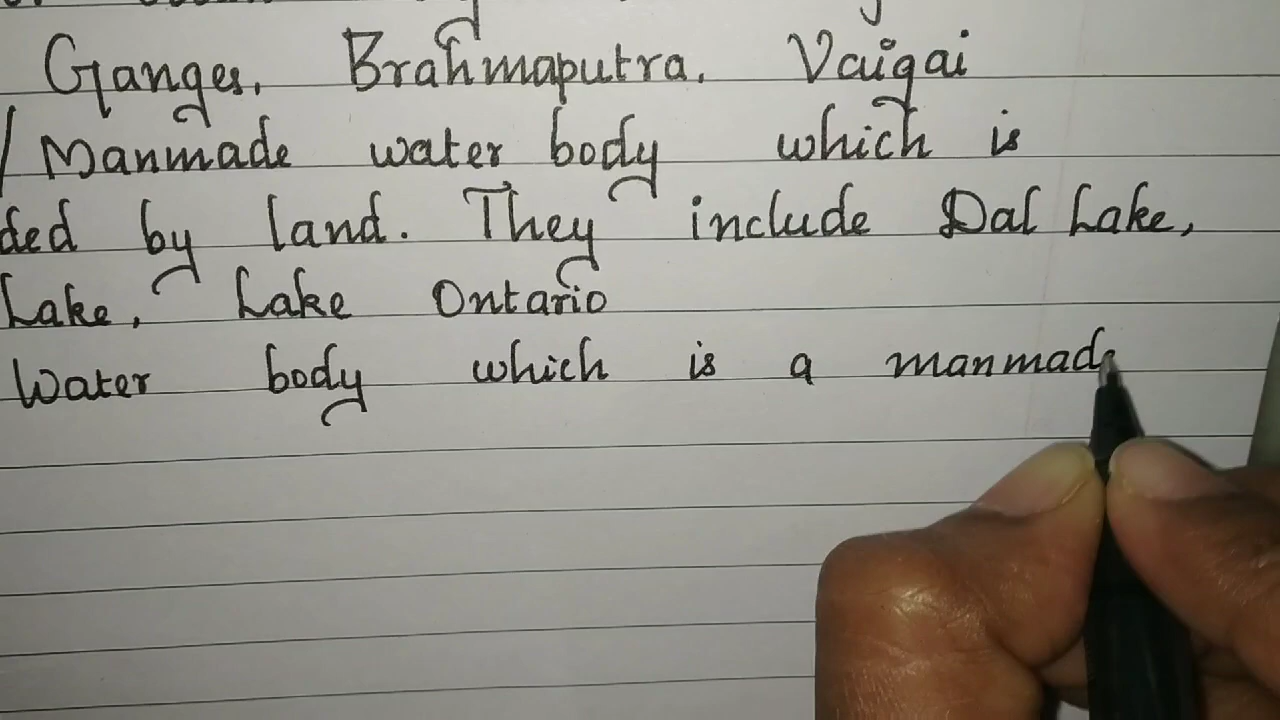 Ganges, Brahmaputra, Vaigai
/ Manmade water body which is
ded by land. They include Dal Lake,
Lake, Lake Ontario
Water body which is a manmade